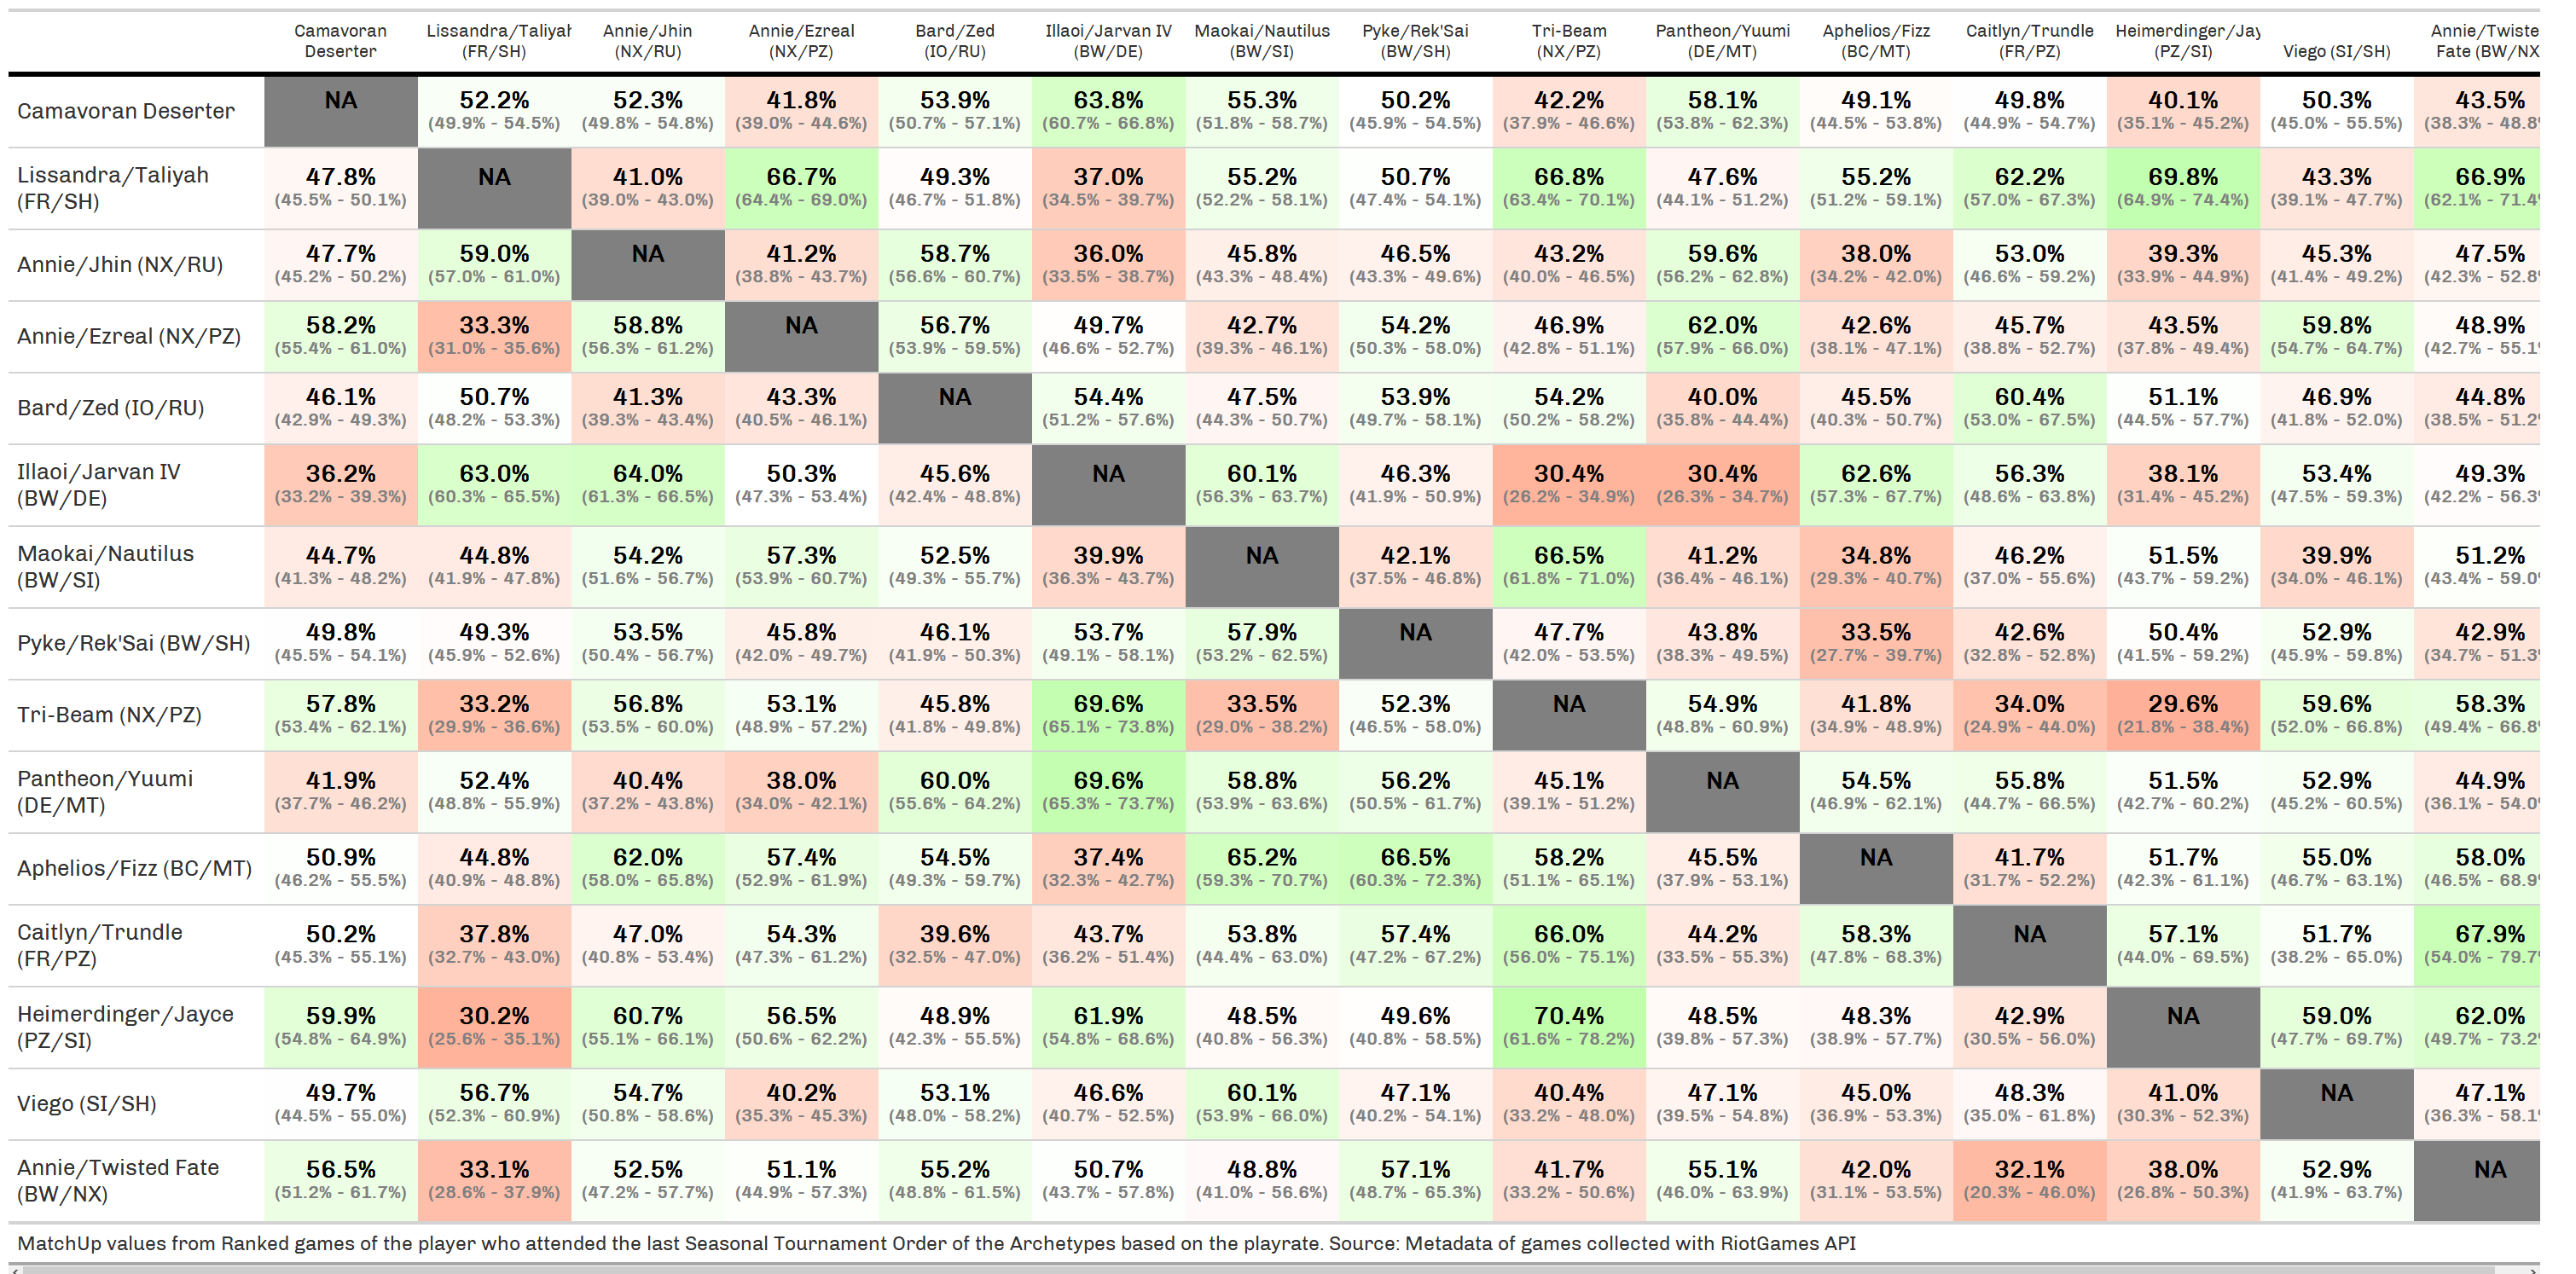 Camavoran Lissandra/Taliyah Annie/Jhin Annie/Ezreal Bard/Zed Illaoi/Jarvan IV Maokai/Nautilus Pyke/Rek'Sai Tri-Beam Pantheon/Yuumi Aphelios/Fizz Caitlyn/Trundle Heimerdinger/Jay Annie/Twiste
Deserter (FR/SH) (NX/RU) (NX/PZ) (IO/RU) (BW/DE) (BW/SI) (BW/SH) (NX/PZ) (DE/MT) (BC/MT) (FR/PZ) (PZ/SI) Viego (SI/SH) Fate (BW/NX
Camavoran Deserter NA 52.2% 52.3% 41.8% 53.9% 63.8% 55.3% 50.2% 42.2% 58.1% 49.1% 49.8% 40.1% 50.3% 43.5%
(49.9% - 54.5%) (49.8% - 54.8%) (39.0% - 44.6%) (50.7% - 57.1%) (60.7% - 66.8%) (51.8% - 58.7%) (45.9% - 54.5%) (37.9% - 46.6%) (53.8% - 62.3%) (44.5% - 53.8%) (44.9% - 54.7%) (35.1% - 45.2%) (45.0% - 55.5%) (38.3% - 48.8
Lissandra/Taliyah 47.8% NA 41.0% 66.7% 49.3% 37.0% 55.2% 50.7% 66.8% 47.6% 55.2% 62.2% 69.8% 43.3% 66.9%
(FR/SH) (45.5% - 50.1%) (39.0% - 43.0%) (64.4% - 69.0%) (46.7% - 51.8%) (34.5% - 39.7%) (52.2% - 58.1%) (47.4% - 54.1%) (63.4% - 70.1%) (44.1% - 51.2%) (51.2% - 59.1%) (57.0% - 67.3%) (64.9% - 74.4%) (39.1% - 47.7%) (62.1% - 71.4
Annie/Jhin (NX/RU) 47.7% 59.0% NA 41.2% 58.7% 36.0% 45.8% 46.5% 43.2% 59.6% 38.0% 53.0% 39.3% 45.3% 47.5%
(45.2% - 50.2%) (57.0% - 61.0%) (38.8% - 43.7%) (56.6% - 60.7%) (33.5% - 38.7%) (43.3% - 48.4%) (43.3% - 49.6%) (40.0% - 46.5%) (56.2% - 62.8%) (34.2% - 42.0%) (46.6% - 59.2%) (33.9% - 44.9%) (41.4% - 49.2%) (42.3% - 52.8
Annie/Ezreal (NX/PZ) 58.2% 33.3% 58.8% NA 56.7% 49.7% 42.7% 54.2% 46.9% 62.0% 42.6% 45.7% 43.5% 59.8% 48.9%
(55.4% - 61.0%) (31.0% - 35.6%) (56.3% - 61.2%) (53.9% - 59.5%) (46.6% - 52.7%) (39.3% - 46.1%) (50.3% - 58.0%) (42.8% - 51.1%) (57.9% - 66.0%) (38.1% - 47.1%) (38.8% - 52.7%) (37.8% - 49.4%) (54.7% - 64.7%) (42.7% - 55.1
Bard/Zed (IO/RU) 46.1% 50.7% 41.3% 43.3% NA 54.4% 47.5% 53.9% 54.2% 40.0% 45.5% 60.4% 51.1% 46.9% 44.8%
(42.9% - 49.3%) (48.2% - 53.3%) (39.3% - 43.4%) (40.5% - 46.1%) (51.2% - 57.6%) (44.3% - 50.7%) (49.7% - 58.1%) (50.2% - 58.2%) (35.8% - 44.4%) (40.3% - 50.7%) (53.0% - 67.5%) (44.5% - 57.7%) (41.8% - 52.0%) (38.5% - 51.2
Illaoi/Jarvan IV 36.2% 63.0% 64.0% 50.3% 45.6% NA 60.1% 46.3% 30.4% 30.4% 62.6% 56.3% 38.1% 53.4% 49.3%
(BW/DE) (33.2% - 39.3%) (60.3% - 65.5%) (61.3% - 66.5%) (47.3% - 53.4%) (42.4% - 48.8%) (56.3% - 63.7%) (41.9% - 50.9%) (26.2% - 34.9%) (26.3% - 34.7%) (57.3% - 67.7%) (48.6% - 63.8%) (31.4% - 45.2%) (47.5% - 59.3%) (42.2% - 56.3
Maokai/Nautilus 44.7% 44.8% 54.2% 57.3% 52.5% 39.9% NA 42.1% 66.5% 41.2% 34.8% 46.2% 51.5% 39.9% 51.2%
(BW/SI) (41.3% - 48.2%) (41.9% - 47.8%) (51.6% - 56.7%) (53.9% - 60.7%) (49.3% - 55.7%) (36.3% - 43.7%) (37.5% - 46.8%) (61.8% - 71.0%) (36.4% - 46.1%) (29.3% - 40.7%) (37.0% - 55.6%) (43.7% - 59.2%) (34.0% - 46.1%) (43.4% - 59.0
Pyke/Rek'Sai (BW/SH) 49.8% 49.3% 53.5% 45.8% 46.1% 53.7% 57.9% NA 47.7% 43.8% 33.5% 42.6% 50.4% 52.9% 42.9%
(45.5% - 54.1%) (45.9% - 52.6%) (50.4% - 56.7%) (42.0% - 49.7%) (41.9% - 50.3%) (49.1% - 58.1%) (53.2% - 62.5%) (42.0% - 53.5%) (38.3% - 49.5%) (27.7% - 39.7%) (32.8% - 52.8%) (41.5% - 59.2%) (45.9% - 59.8%) (34.7% - 51.3
Tri-Beam (NX/PZ) 57.8% 33.2% 56.8% 53.1% 45.8% 69.6% 33.5% 52.3% NA 54.9% 41.8% 34.0% 29.6% 59.6% 58.3%
(53.4% - 62.1%) (29.9% - 36.6%) (53.5% - 60.0%) (48.9% - 57.2%) (41.8% - 49.8%) (65.1% - 73.8%) (29.0% - 38.2%) (46.5% - 58.0%) (48.8% - 60.9%) (34.9% - 48.9%) (24.9% - 44.0%) (21.8% - 38.4%) (52.0% - 66.8%) (49.4% - 66.8
Pantheon/Yuumi 41.9% 52.4% 40.4% 38.0% 60.0% 69.6% 58.8% 56.2% 45.1% NA 54.5% 55.8% 51.5% 52.9% 44.9%
(DE/MT) (37.7% - 46.2%) (48.8% - 55.9%) (37.2% - 43.8%) (34.0% - 42.1%) (55.6% - 64.2%) (65.3% - 73.7%) (53.9% - 63.6%) (50.5% - 61.7%) (39.1% - 51.2%) (46.9% - 62.1%) (44.7% - 66.5%) (42.7% - 60.2%) (45.2% - 60.5%) (36.1% - 54.0
Aphelios/Fizz (BC/MT) 50.9% 44.8% 62.0% 57.4% 54.5% 37.4% 65.2% 66.5% 58.2% 45.5% NA 41.7% 51.7% 55.0% 58.0%
(46.2% - 55.5%) (40.9% - 48.8%) (58.0% - 65.8%) (52.9% - 61.9%) (49.3% - 59.7%) (32.3% - 42.7%) (59.3% - 70.7%) (60.3% - 72.3%) (51.1% - 65.1%) (37.9% - 53.1%) (31.7% - 52.2%) (42.3% - 61.1%) (46.7% - 63.1%) (46.5% - 68.9
Caitlyn/Trundle 50.2% 37.8% 47.0% 54.3% 39.6% 43.7% 53.8% 57.4% 66.0% 44.2% 58.3% NA 57.1% 51.7% 67.9%
(FR/PZ) (45.3% - 55.1%) (32.7% - 43.0%) (40.8% - 53.4%) (47.3% - 61.2%) (32.5% - 47.0%) (36.2% - 51.4%) (44.4% - 63.0%) (47.2% - 67.2%) (56.0% - 75.1%) (33.5% - 55.3%) (47.8% - 68.3%) (44.0% - 69.5%) (38.2% - 65.0%) (54.0% - 79.7
Heimerdinger/Jayce 59.9% 30.2% 60.7% 56.5% 48.9% 61.9% 48.5% 49.6% 70.4% 48.5% 48.3% 42.9% NA 59.0% 62.0%
(PZ/SI) (54.8% - 64.9%) (25.6% - 35.1%) (55.1% - 66.1%) (50.6% - 62.2%) (42.3% - 55.5%) (54.8% - 68.6%) (40.8% - 56.3%) (40.8% - 58.5%) (61.6% - 78.2%) (39.8% - 57.3%) (38.9% - 57.7%) (30.5% - 56.0%) (47.7% - 69.7%) (49.7% - 73.2
Viego (SI/SH) 49.7% 56.7% 54.7% 40.2% 53.1% 46.6% 60.1% 47.1% 40.4% 47.1% 45.0% 48.3% 41.0% NA 47.1%
(44.5% - 55.0%) (52.3% - 60.9%) (50.8% - 58.6%) (35.3% - 45.3%) (48.0% - 58.2%) (40.7% - 52.5%) (53.9% - 66.0%) (40.2% - 54.1%) (33.2% - 48.0%) (39.5% - 54.8%) (36.9% - 53.3%) (35.0% - 61.8%) (30.3% - 52.3%) (36.3% - 58.1
Annie/Twisted Fate 56.5% 33.1% 52.5% 51.1% 55.2% 50.7% 48.8% 57.1% 41.7% 55.1% 42.0% 32.1% 38.0% 52.9% NA
(BW/NX) (51.2% - 61.7%) (28.6% - 37.9%) (47.2% - 57.7%) (44.9% - 57.3%) (48.8% - 61.5%) (43.7% - 57.8%) (41.0% - 56.6%) (48.7% - 65.3%) (33.2% - 50.6%) (46.0% - 63.9%) (31.1% - 53.5%) (20.3% - 46.0%) (26.8% - 50.3%) (41.9% - 63.7%)
MatchUp values from Ranked games of the player who attended the last Seasonal Tournament Order of the Archetypes based on the playrate. Source: Metadata of games collected with RiotGames API